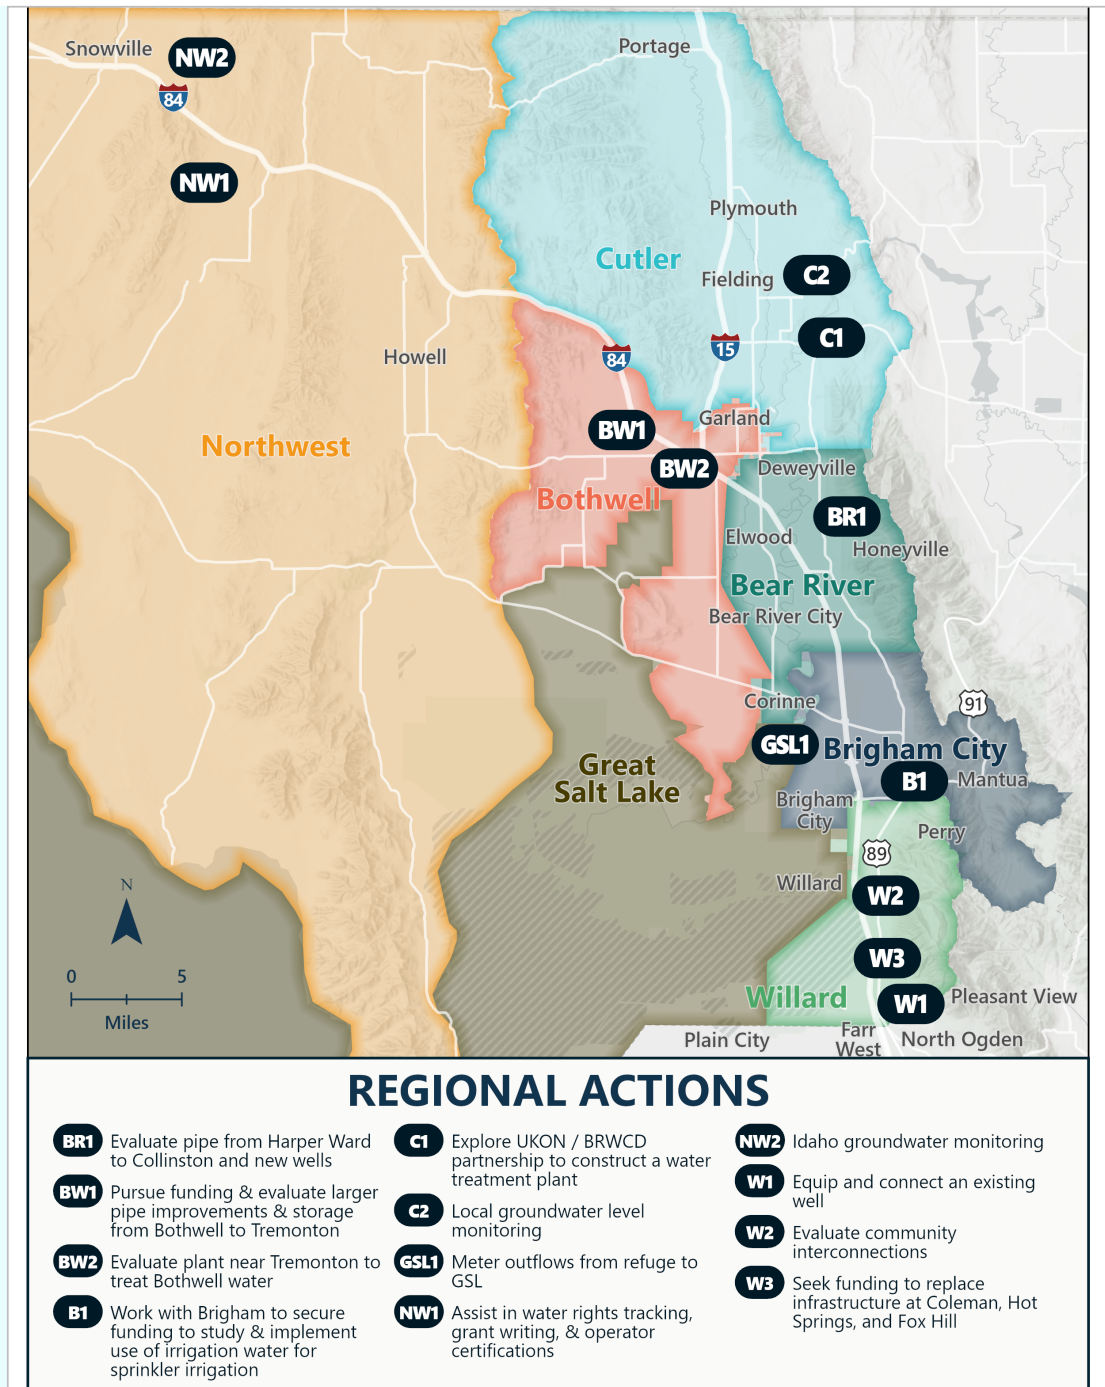 Snowville
NW2
84
NW1
Portage
Plymouth
Cutler
Fielding
C2
C1
15
84
Howell
Northwest
BW1
Garland
BW2
Deweyville
Bothwell
BR1
Elwood
Honeyville
Bear River
Bear River City
Corinne
91
GSL1
Brigham City
B1
Mantua
Great
Salt Lake
Brigham
City
Perry
89
Willard
W2
W3
Willard
W1
Pleasant View
Plain City
Farr
West
North Ogden
N
0 5
Miles
REGIONAL ACTIONS
BR1 Evaluate pipe from Harper Ward
to Collinston and new wells
BW1 Pursue funding & evaluate larger
pipe improvements & storage
from Bothwell to Tremonton
BW2 Evaluate plant near Tremonton to
treat Bothwell water
B1 Work with Brigham to secure
funding to study & implement
use of irrigation water for
sprinkler irrigation
C1 Explore UKON / BRWCD
partnership to construct a water
treatment plant
C2 Local groundwater level
monitoring
GSL1 Meter outflows from refuge to
GSL
NW1 Assist in water rights tracking,
grant writing, & operator
certifications
NW2 Idaho groundwater monitoring
W1 Equip and connect an existing
well
W2 Evaluate community
interconnections
W3 Seek funding to replace
infrastructure at Coleman, Hot
Springs, and Fox Hill